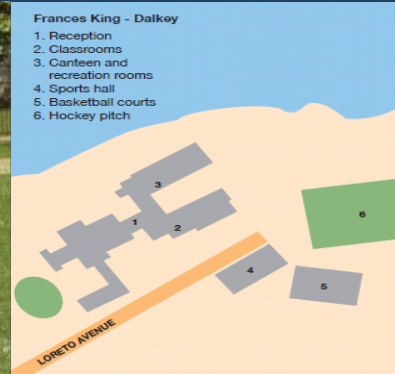 Frances King - Dalkey
1. Reception
2. Classrooms
3. Canteen and
recreation rooms
4. Sports hall
5. Basketball courts
6. Hockey pitch
3
6
1
2
4
5
LORETO AVENUE